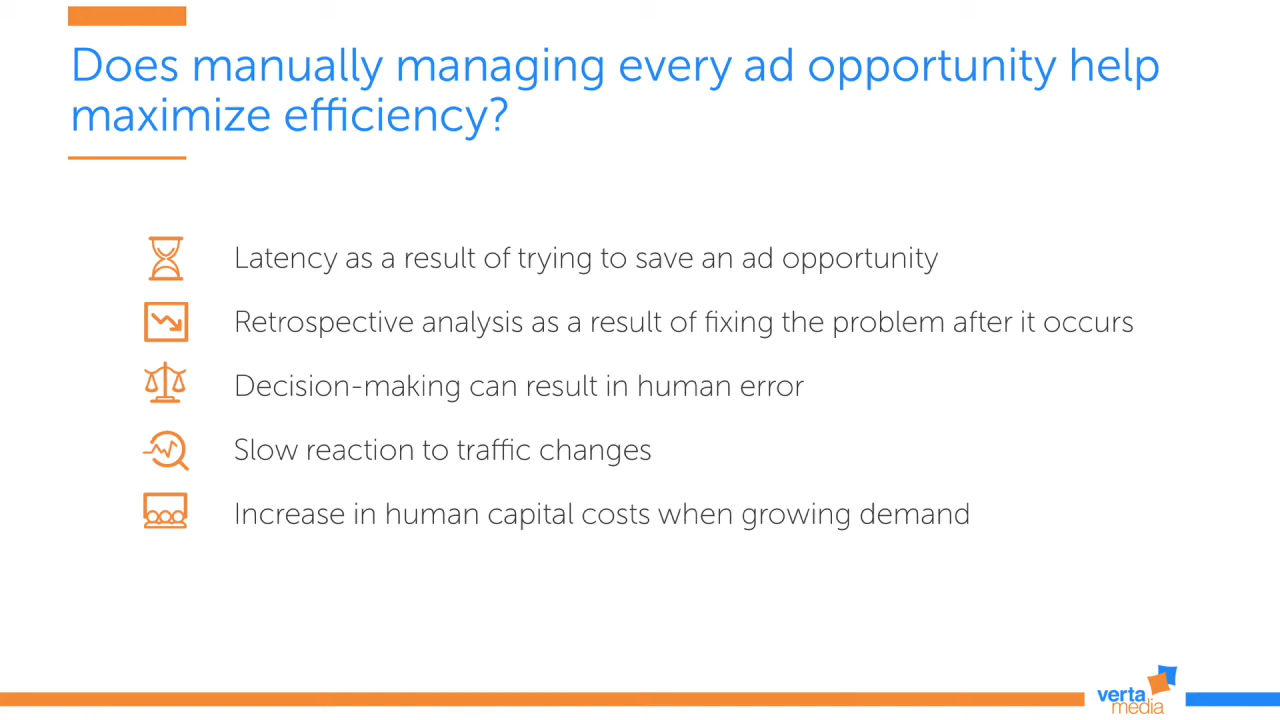 Does manually managing every ad opportunity help
maximize efficiency?
Latency as a result of trying to save an ad opportunity
Retrospective analysis as a result of fixing the problem after it occurs
Decision-making can result in human error
Slow reaction to traffic changes
Increase in human capital costs when growing demand
verta
media